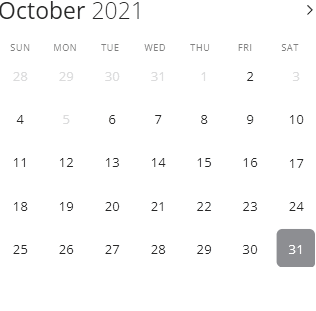 October 2021
SUN MON TUE WED THU FRI SAT
28 29 30 31 1 2 3
4 5 6 7 8 9 10
11 12 13 14 15 16 17
18 19 20 21 22 23 24
25 26 27 28 29 30 31